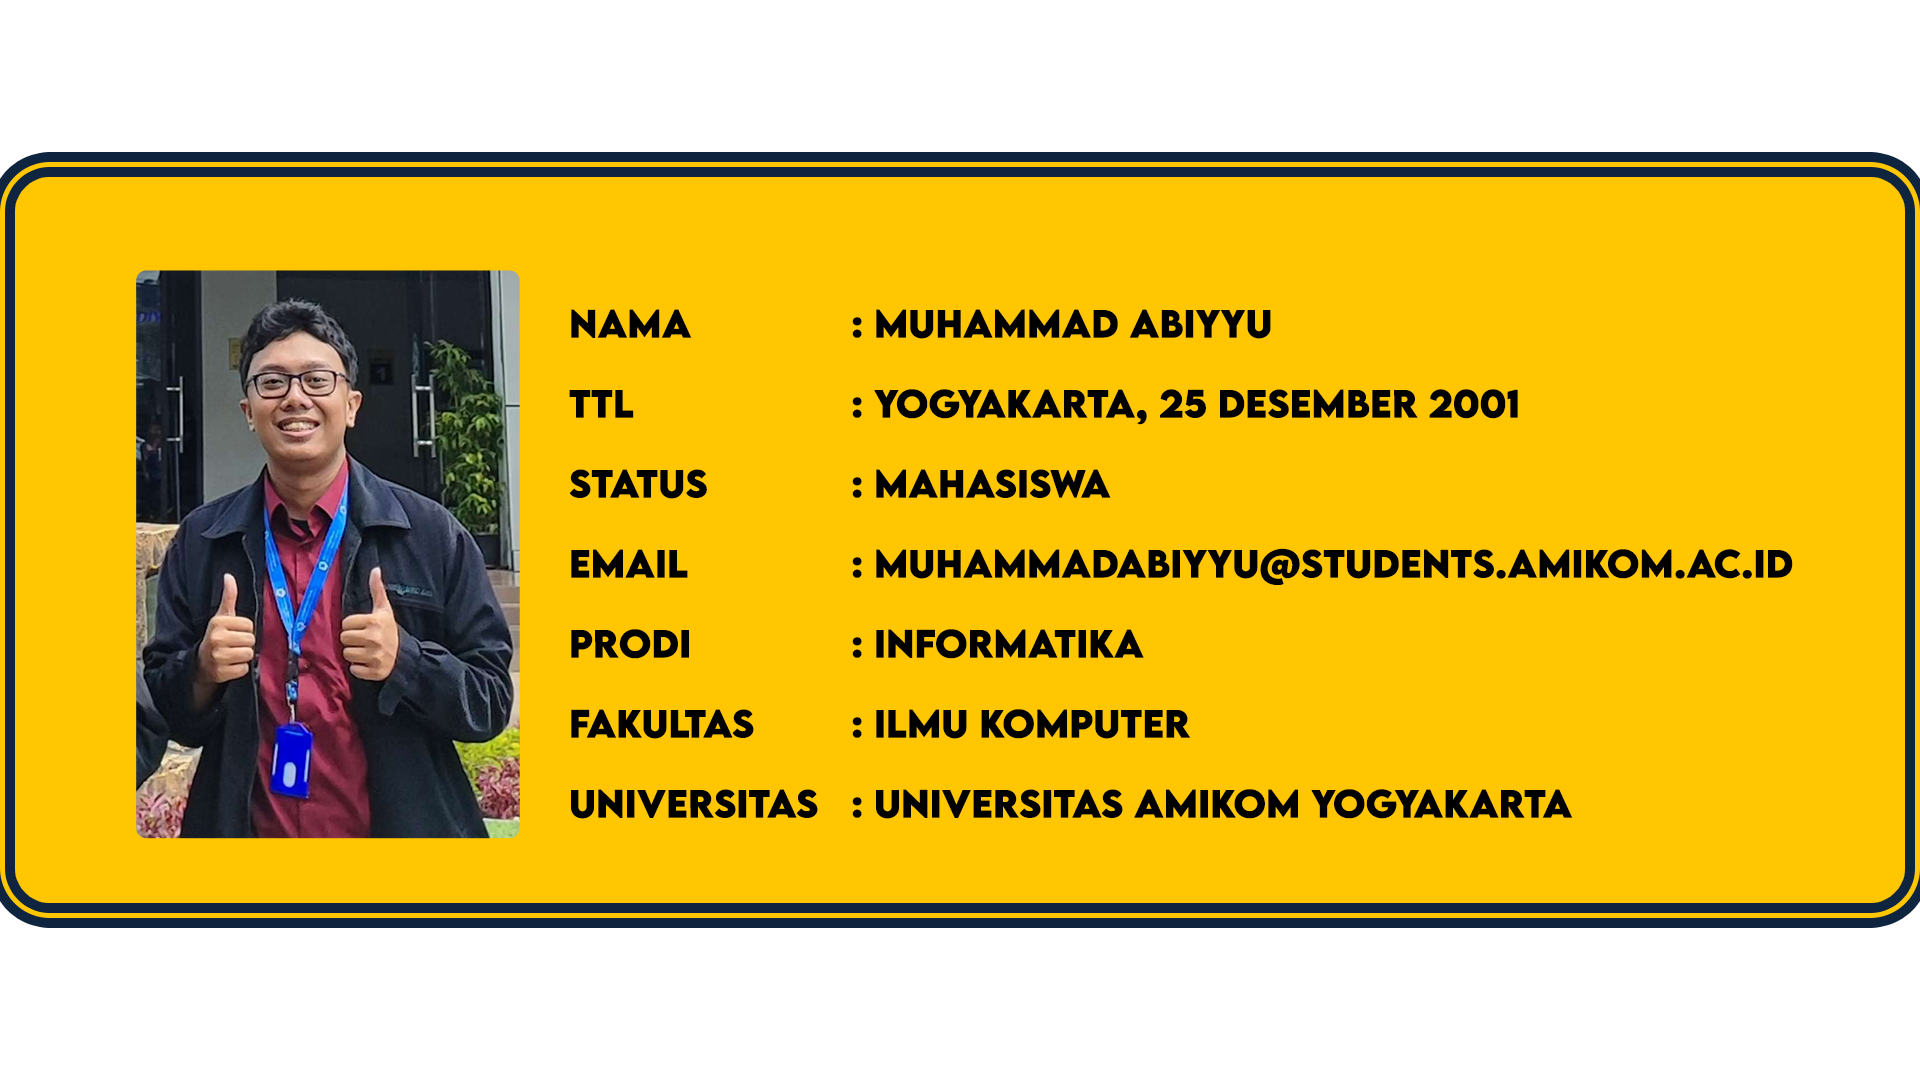 NAMA : MUHAMMAD ABIYYU
TTL : YOGYAKARTA, 25 DESEMBER 2001
STATUS : MAHASISWA
EMAIL : MUHAMMADABIYYU@STUDENTS.AMIKOM.AC.ID
PRODI : INFORMATIKA
FAKULTAS : ILMU KOMPUTER
UNIVERSITAS : UNIVERSITAS AMIKOM YOGYAKARTA